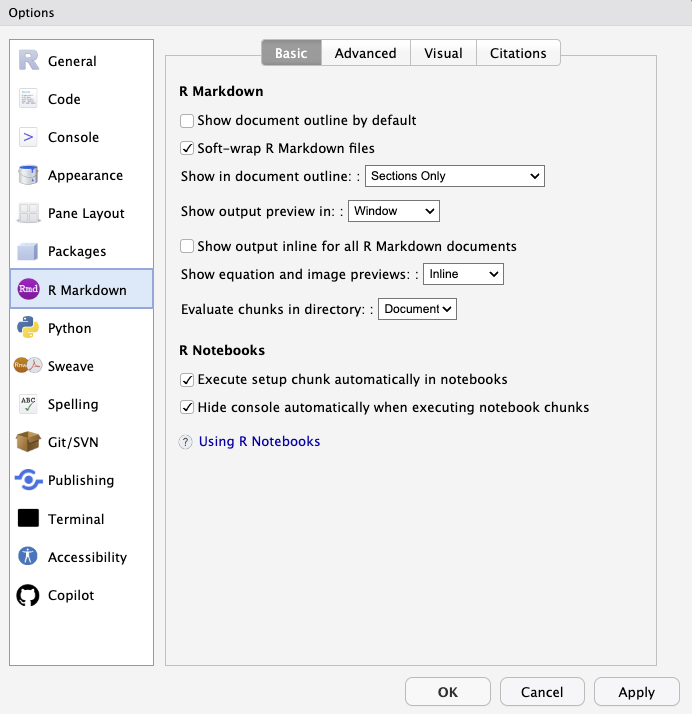 Options
General
Code
Console
Appearance
Pane Layout
Packages
Rmd R Markdown
Python
Rnw Sweave
ABC Spelling
Git/SVN
Publishing
Terminal
Accessibility
Copilot
Basic Advanced Visual Citations
R Markdown
Show document outline by default
Soft-wrap R Markdown files
Show in document outline: : Sections Only
Show output preview in: : Window
Show output inline for all R Markdown documents
Show equation and image previews: : Inline
Evaluate chunks in directory: : Document
R Notebooks
Execute setup chunk automatically in notebooks
Hide console automatically when executing notebook chunks
? Using R Notebooks
OK Cancel Apply